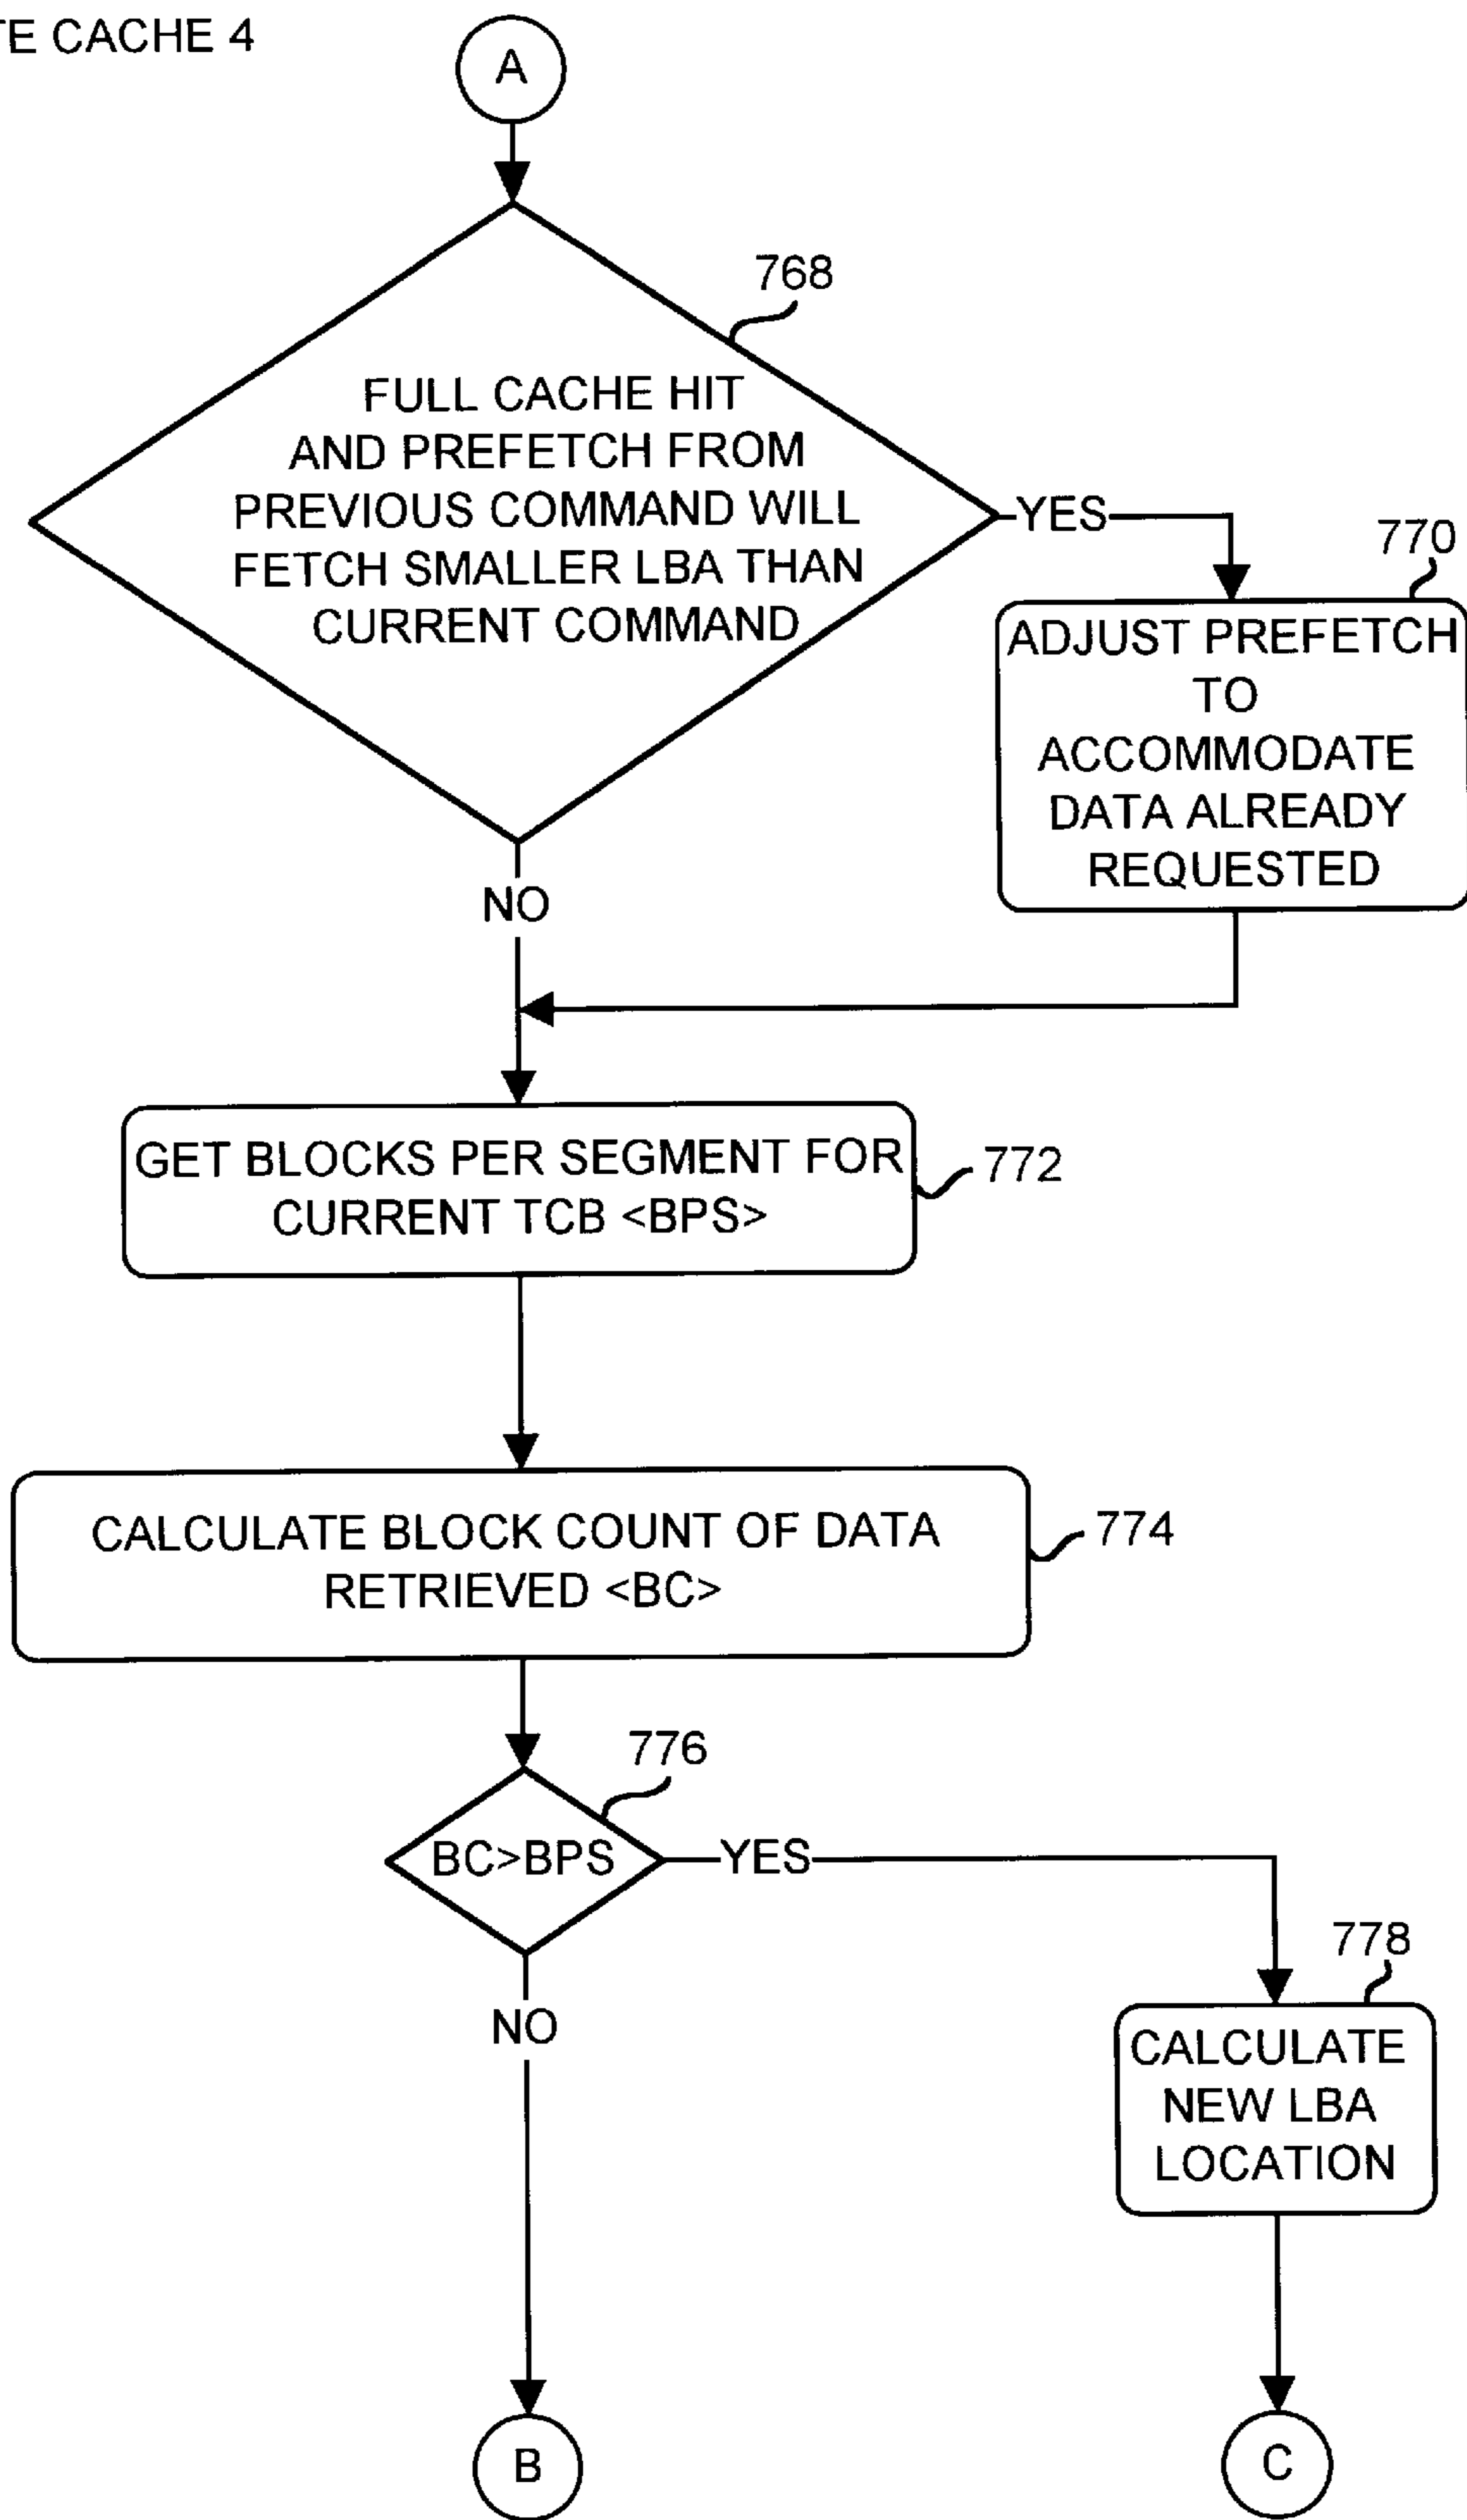 CACHE 4
A
768
FULL CACHE HIT
AND PREFETCH FROM
PREVIOUS COMMAND WILL
FETCH SMALLER LBA THAN
CURRENT COMMAND
YES
770
ADJUST PREFETCH
TO
ACCOMMODATE
DATA ALREADY
REQUESTED
NO
GET BLOCKS PER SEGMENT FOR
CURRENT TCB <BPS>
772
CALCULATE BLOCK COUNT OF DATA
RETRIEVED <BC>
774
776
BC>BPS
YES
778
NO
CALCULATE
NEW LBA
LOCATION
B
C